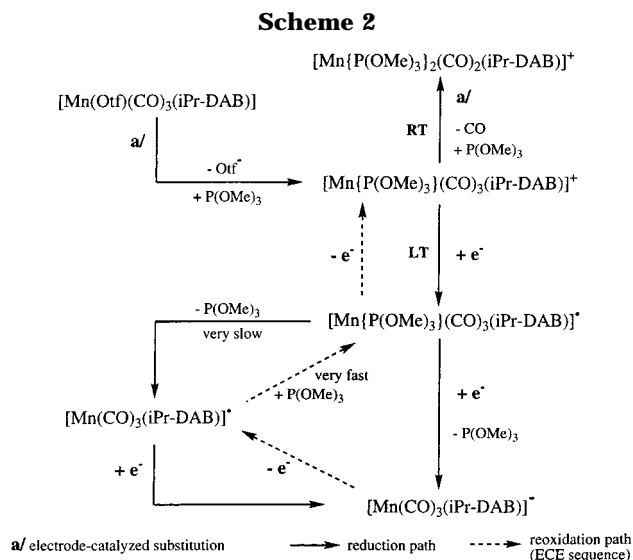 Scheme 2
[Mn{P(OMe)₃}₂(CO)₂(iPr-DAB)]⁺
[Mn(Otf)(CO)₃(iPr-DAB)]
a/
a/
RT
- CO
+ P(OMe)₃
- Otf⁻
+ P(OMe)₃
[Mn{P(OMe)₃}(CO)₃(iPr-DAB)]⁺
- e⁻
LT
+ e⁻
- P(OMe)₃
very slow
[Mn{P(OMe)₃}(CO)₃(iPr-DAB)]•
very fast
+ P(OMe)₃
+ e⁻
- P(OMe)₃
[Mn(CO)₃(iPr-DAB)]•
+ e⁻
- e⁻
[Mn(CO)₃(iPr-DAB)]⁻
a/ electrode-catalyzed substitution
reduction path
reoxidation path
(ECE sequence)